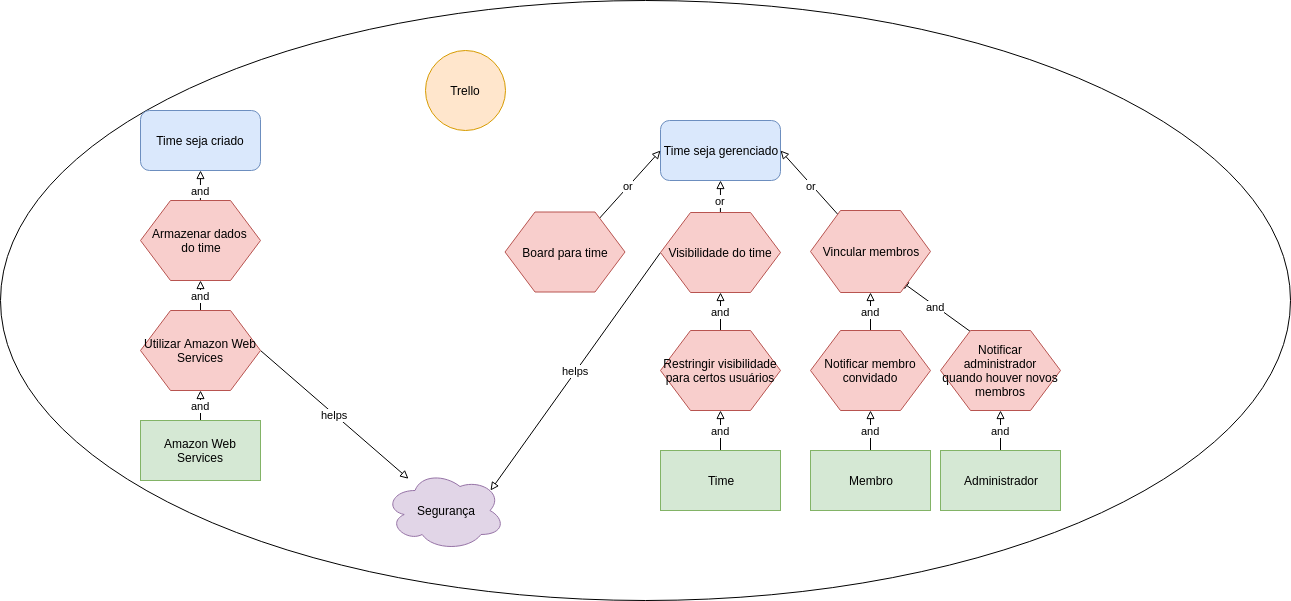 Trello
Time seja criado
and
Armazenar dados
do time
and
Utilizar Amazon Web
Services
and
Amazon Web
Services
helps
Segurança
helps
Time seja gerenciado
or
or
or
Board para time
Visibilidade do time
Vincular membros
and
and
and
Restringir visibilidade
para certos usuários
Notificar membro
convidado
Notificar
administrador
quando houver novos
membros
and
and
and
Time
Membro
Administrador